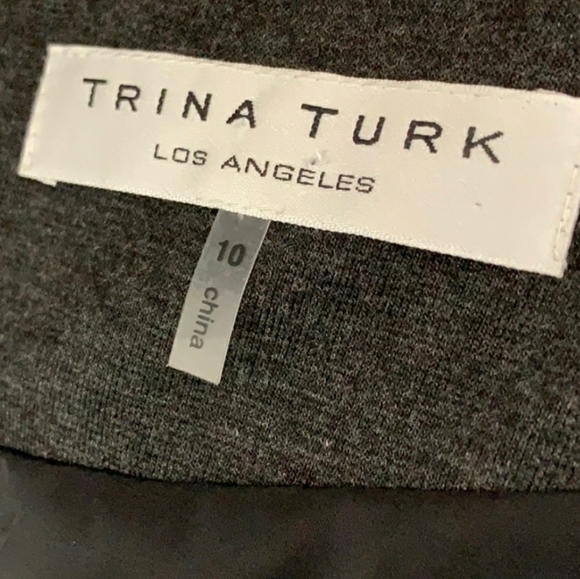 TRINA TURK
LOS ANGELES
10
china